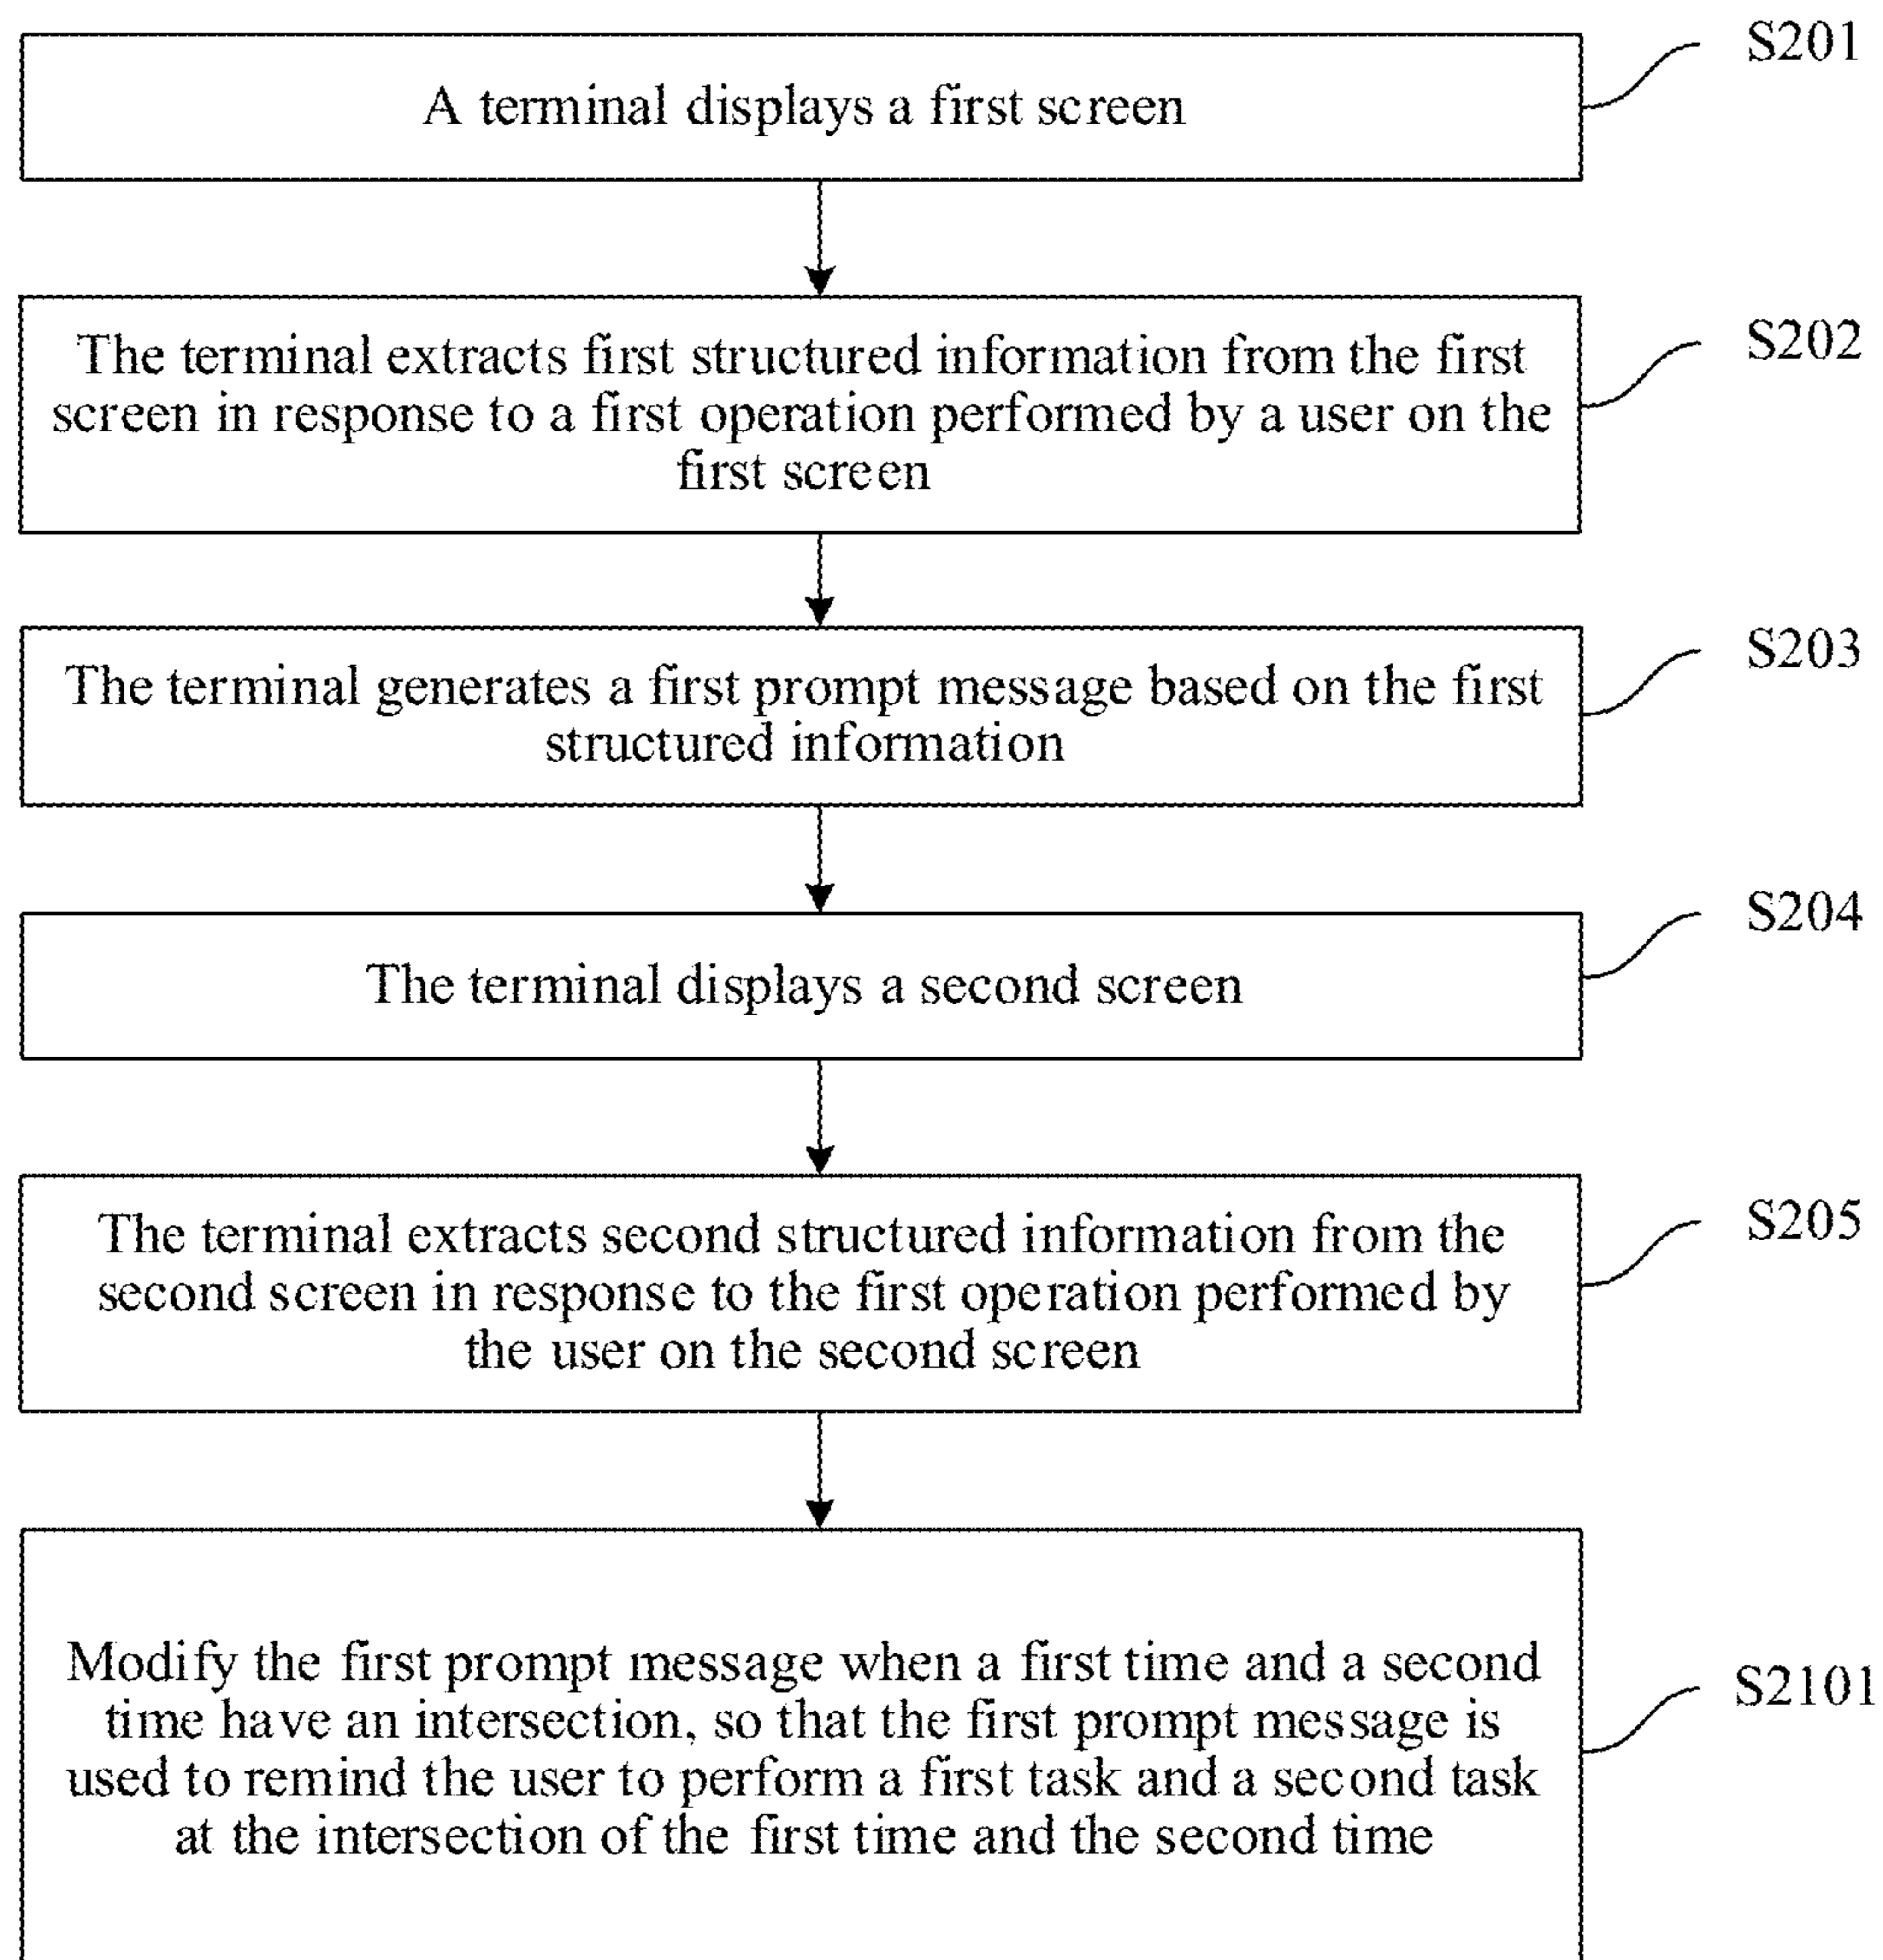 A terminal displays a first screen
S201
The terminal extracts first structured information from the first
screen in response to a first operation performed by a user on the
first screen
S202
The terminal generates a first prompt message based on the first
structured information
S203
The terminal displays a second screen
S204
The terminal extracts second structured information from the
second screen in response to the first operation performed by
the user on the second screen
S205
Modify the first prompt message when a first time and a second
time have an intersection, so that the first prompt message is
used to remind the user to perform a first task and a second task
at the intersection of the first time and the second time
S2101